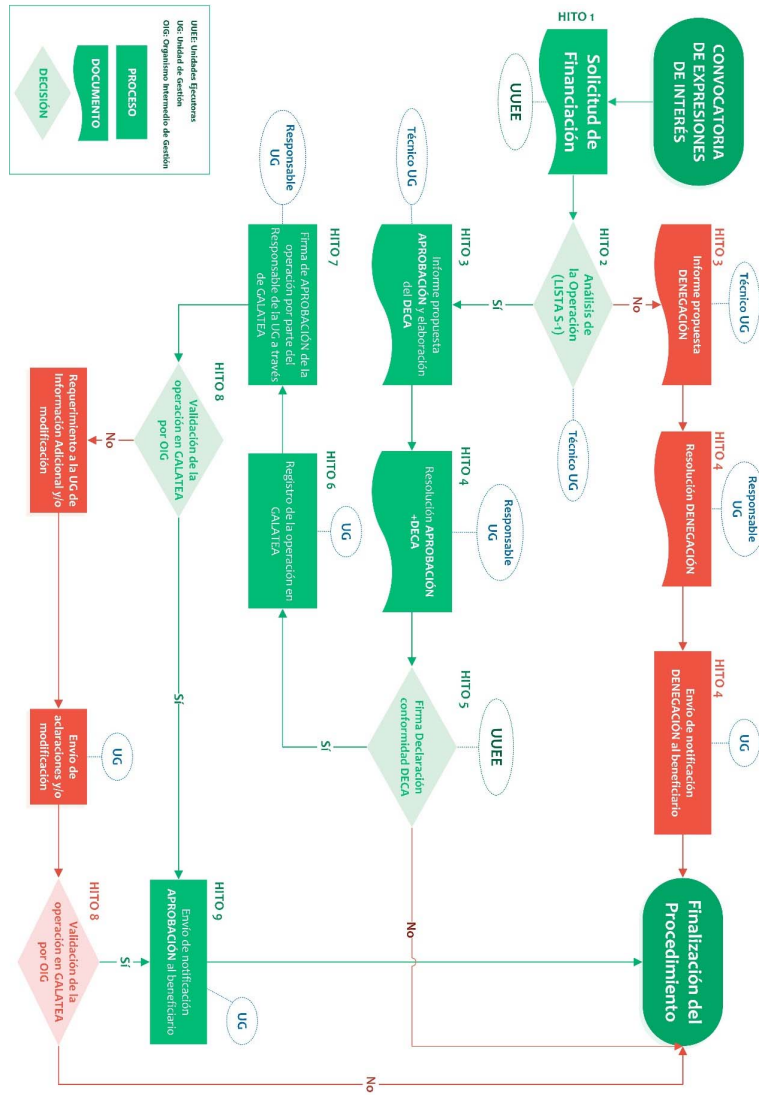 CONVOCATORIA
DE EXPRESIONES
DE INTERÉS
HITO 1
Solicitud de
Financiación
UUEE
HITO 2
Análisis de
la Operación
(LISTA S-1)
Técnico UG
No
HITO 3
Informe propuesta
DENEGACIÓN
Técnico UG
HITO 4
Resolución DENEGACIÓN
Responsable
UG
HITO 4
Envío de notificación
DENEGACIÓN al beneficiario
UG
Finalización del
Procedimiento
Sí
HITO 3
Informe propuesta
APROBACIÓN y elaboración
del DECA
Técnico UG
HITO 4
Resolución APROBACIÓN
+DECA
Responsable
UG
HITO 5
Firma Declaración
conformidad DECA
UUEE
No
Sí
HITO 6
Registro de la operación en
GALATEA
UG
HITO 7
Firma de APROBACIÓN de la
operación por parte del
Responsable de la UG a través
de GALATEA
Responsable
UG
HITO 8
Validación de la
operación en GALATEA
por OIG
Sí
HITO 9
Envío de notificación
APROBACIÓN al beneficiario
UG
No
Requerimiento a la UG de
Información Adicional y/o
modificación
Envío de
aclaraciones y/o
modificación
UG
HITO 8
Validación de la
operación en GALATEA
por OIG
Sí
No
UUEE: Unidades Ejecutoras
UG: Unidad de Gestión
OIG: Organismo Intermedio de Gestión
PROCESO
DOCUMENTO
DECISIÓN